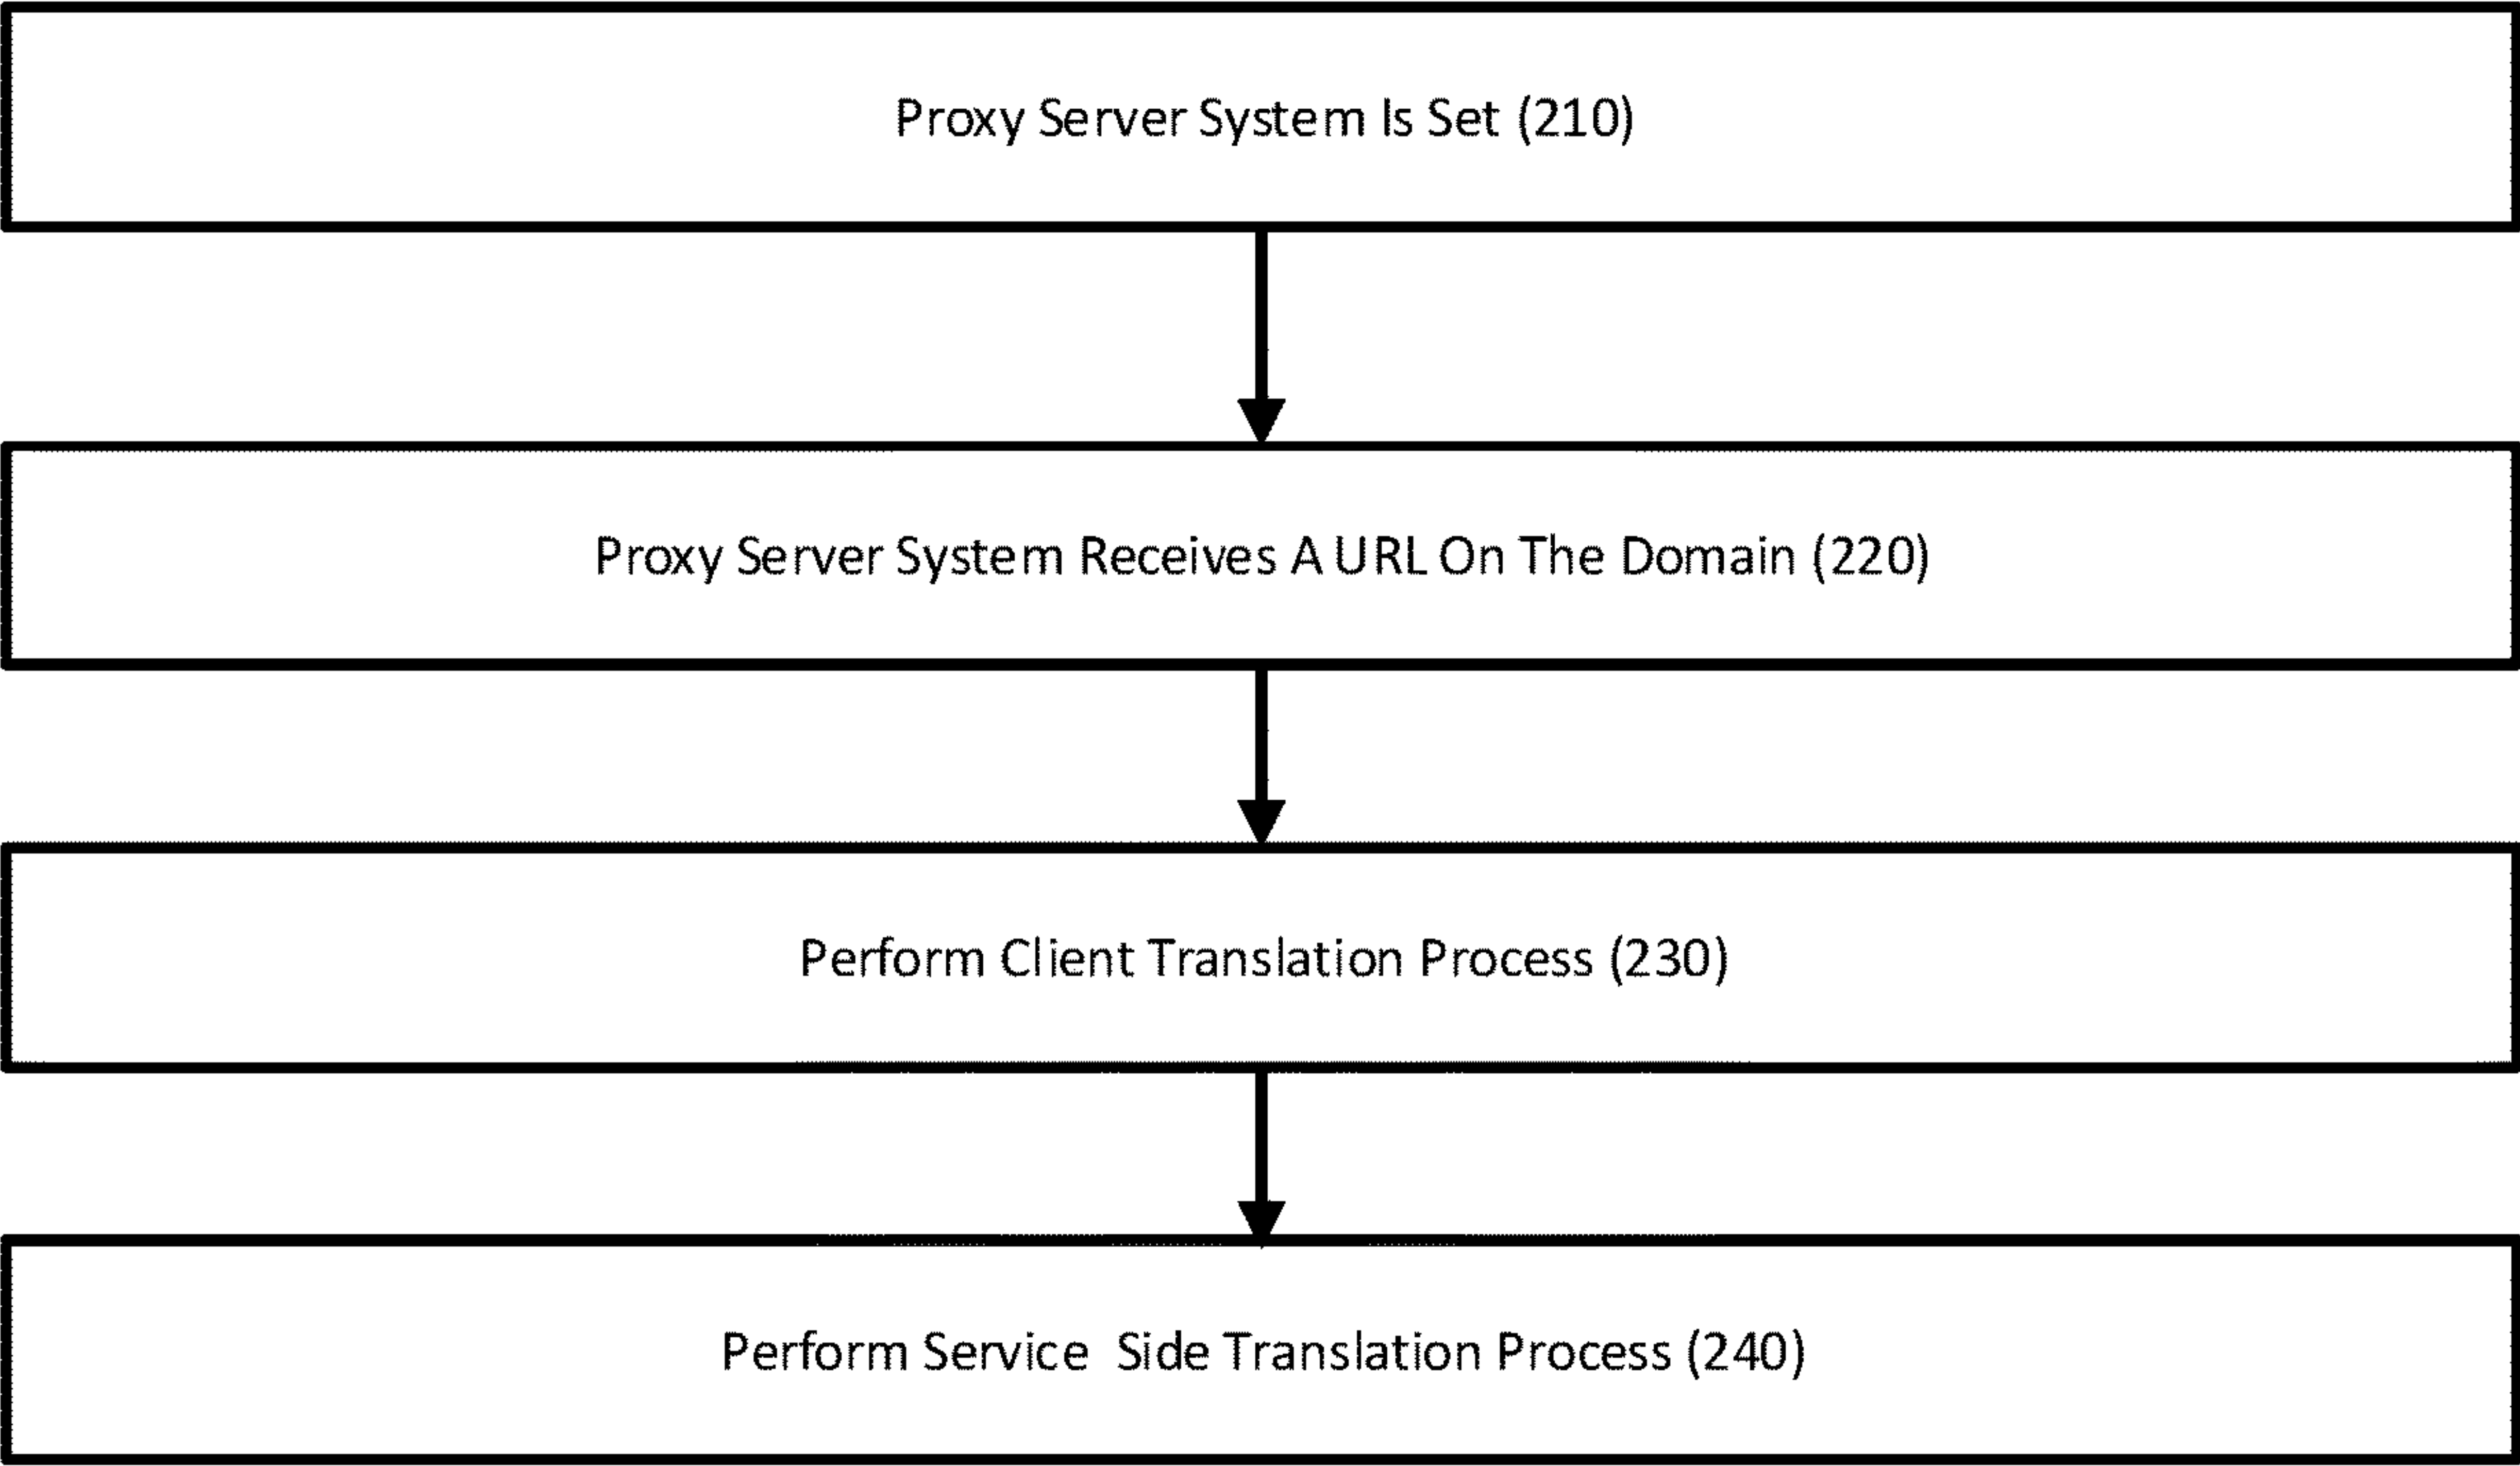 Proxy Server System Is Set (210)
Proxy Server System Receives A URL On The Domain (220)
Perform Client Translation Process (230)
Perform Service  Side Translation Process (240)